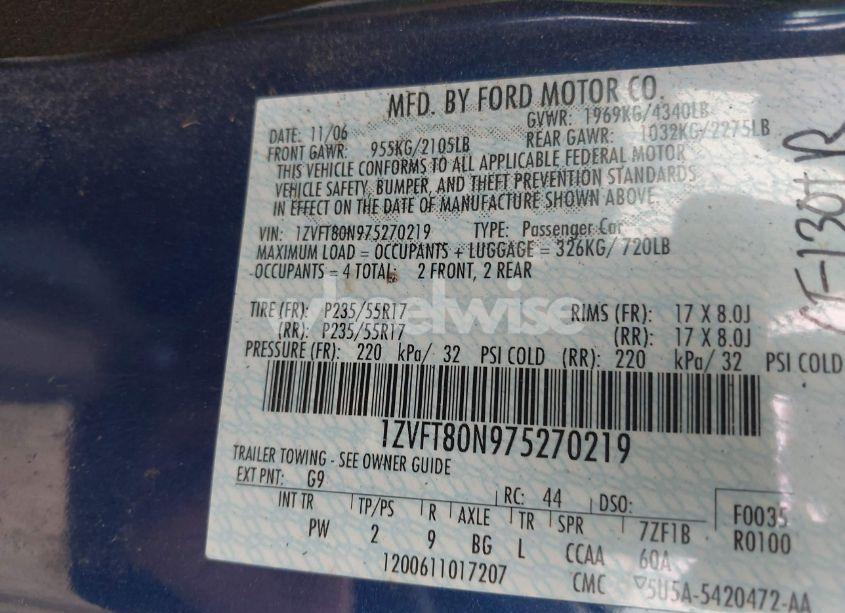 MFD. BY FORD MOTOR CO.
DATE: 11/06 GVWR: 1969KG/4340LB
FRONT GAWR: 955KG/2105LB REAR GAWR: 1032KG/2275LB
THIS VEHICLE CONFORMS TO ALL APPLICABLE FEDERAL MOTOR
VEHICLE SAFETY, BUMPER, AND THEFT PREVENTION STANDARDS
IN EFFECT ON THE DATE OF MANUFACTURE SHOWN ABOVE.
VIN: 1ZVFT80N975270219 TYPE: Passenger Car
MAXIMUM LOAD = OCCUPANTS + LUGGAGE = 326KG/ 720LB
OCCUPANTS = 4 TOTAL: 2 FRONT, 2 REAR
TIRE (FR): P235/55R17 RIMS (FR): 17 X 8.0J
(RR): P235/55R17 (RR): 17 X 8.0J
wheelwise
PRESSURE (FR): 220 kPa/ 32 PSI COLD (RR): 220 kPa/ 32 PSI COLD
1ZVFT80N975270219
TRAILER TOWING - SEE OWNER GUIDE
EXT PNT: G9 RC: 44 DSO: F0035
INT TR TP/PS R AXLE TR SPR 7ZF1B R0100
PW 2 9 BG L CCAA 60A
1200611017207 CMC 5U5A-5420472-AA